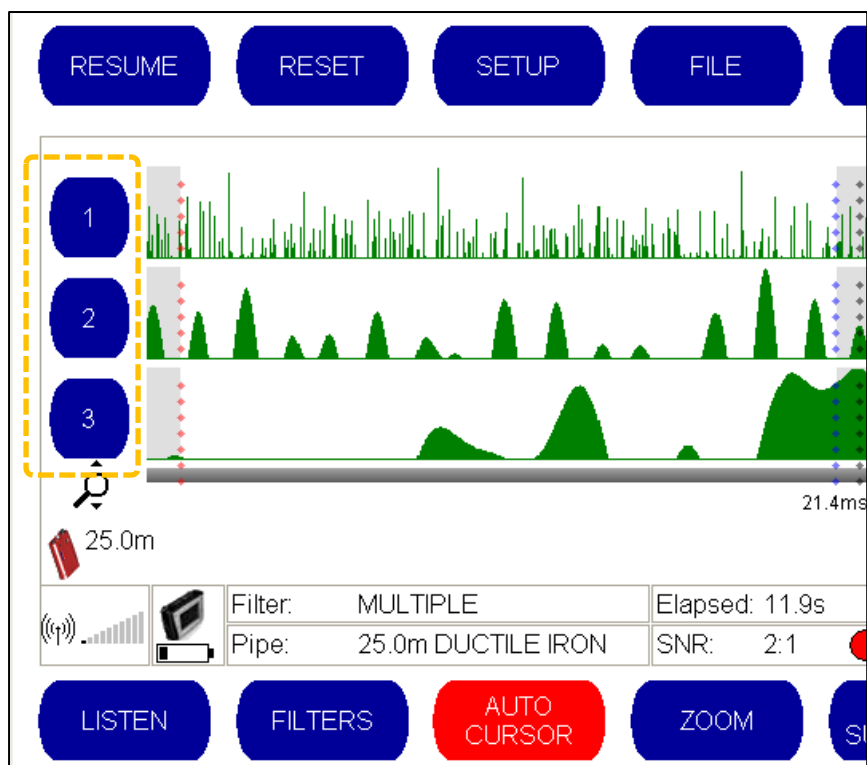 RESUME
RESET
SETUP
FILE
1
2
3
21.4ms
25.0m
Filter: MULTIPLE
Elapsed: 11.9s
Pipe: 25.0m DUCTILE IRON
SNR: 2:1
LISTEN
FILTERS
AUTO
CURSOR
ZOOM